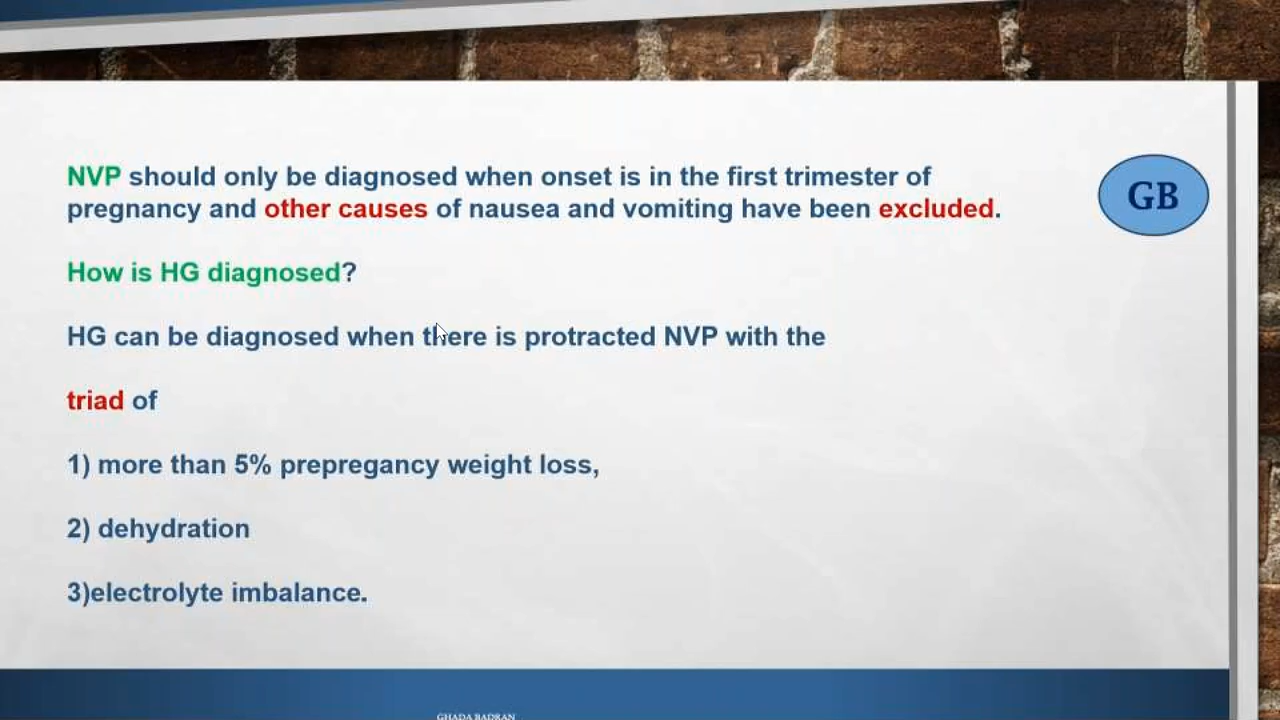 NVP should only be diagnosed when onset is in the first trimester of
pregnancy and other causes of nausea and vomiting have been excluded.
GB
How is HG diagnosed?
HG can be diagnosed when there is protracted NVP with the
triad of
1) more than 5% prepregancy weight loss,
2) dehydration
3)electrolyte imbalance.
GHADA BADRAN